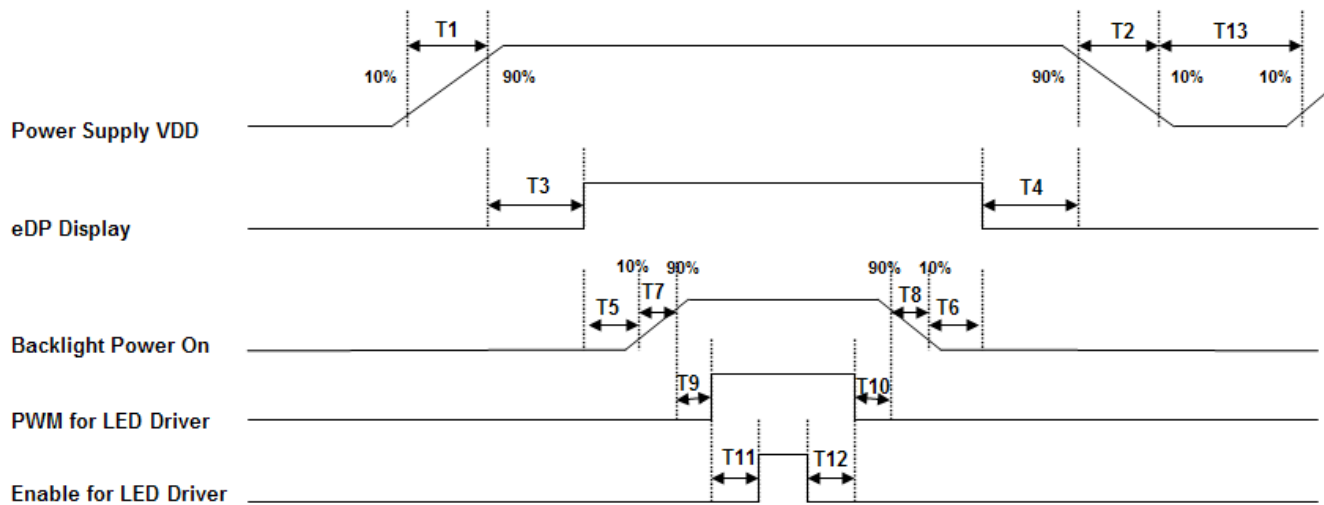 T1 T2 T13
10% 90% 90% 10% 10%
Power Supply VDD
T3 T4
eDP Display
10% 90% 90% 10%
T5 T7 T8 T6
Backlight Power On
T9 T10
PWM for LED Driver
T11 T12
Enable for LED Driver